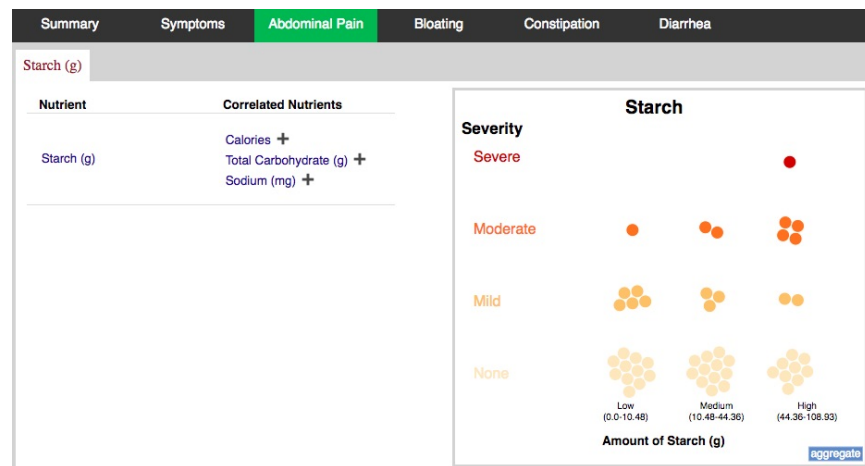 Summary Symptoms Abdominal Pain Bloating Constipation Diarrhea
Starch (g)
Nutrient Correlated Nutrients
Starch (g)
Calories +
Total Carbohydrate (g) +
Sodium (mg) +
Starch
Severity
Severe
Moderate
Mild
None
Low Medium High
(0.0-10.48) (10.48-44.36) (44.36-108.93)
Amount of Starch (g)
aggregate